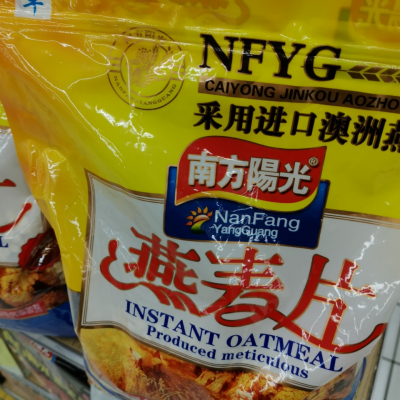 NFYG
CAIYONG JINKOU AOZHO
采用进口澳洲燕
南方陽光®
NanFang
YangGuang
燕麦片
INSTANT OATMEAL
Produced meticulous